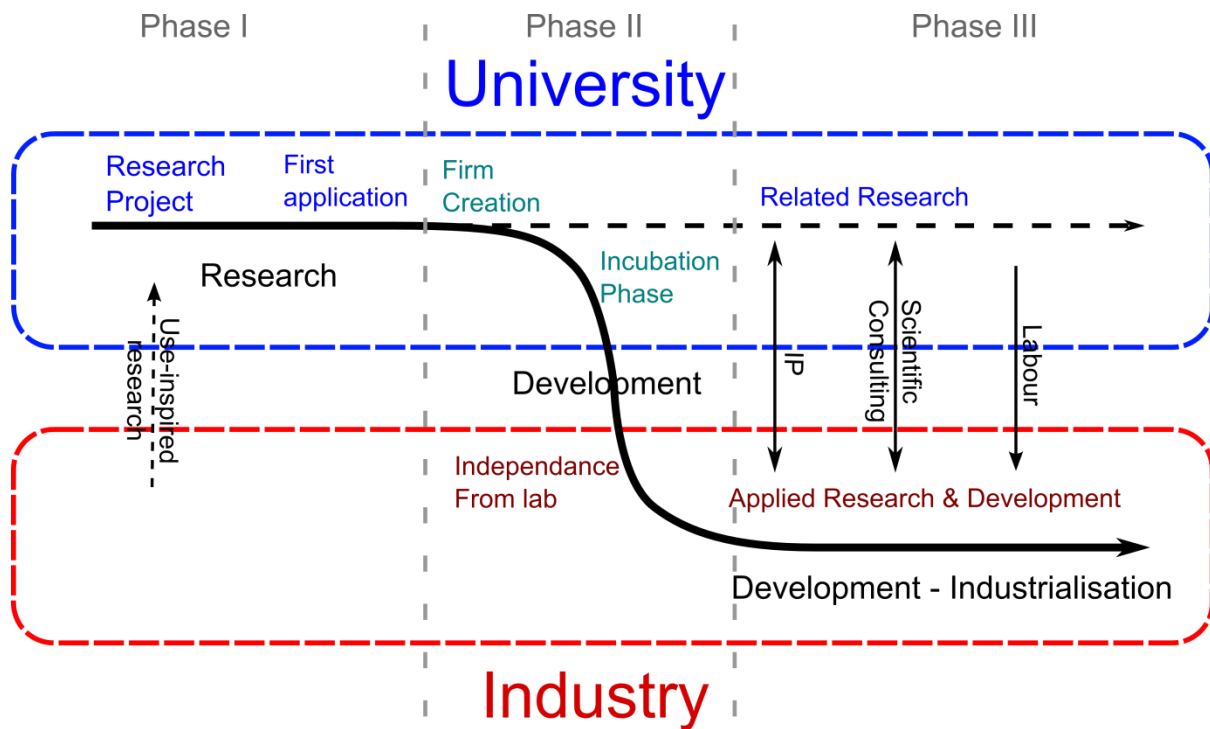 Phase I
Phase II
Phase III
University
Research
Project
First
application
Firm
Creation
Related Research
Research
Incubation
Phase
Use-inspired
research
Development
IP
Scientific
Consulting
Labour
Independance
From lab
Applied Research & Development
Development - Industrialisation
Industry